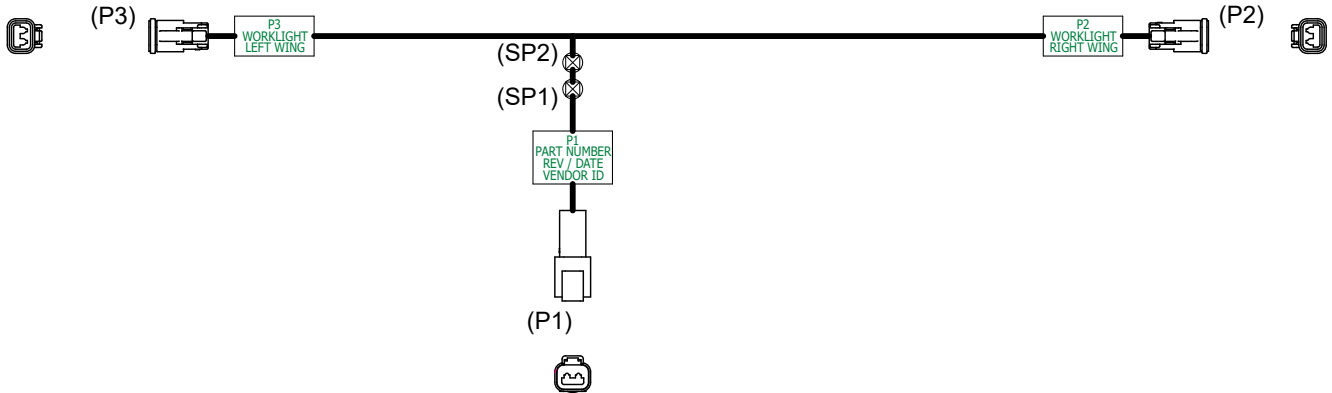 (P3)
P3
WORKLIGHT
LEFT WING
P2
WORKLIGHT
RIGHT WING
(P2)
(SP2)
(SP1)
P1
PART NUMBER
REV / DATE
VENDOR ID
(P1)